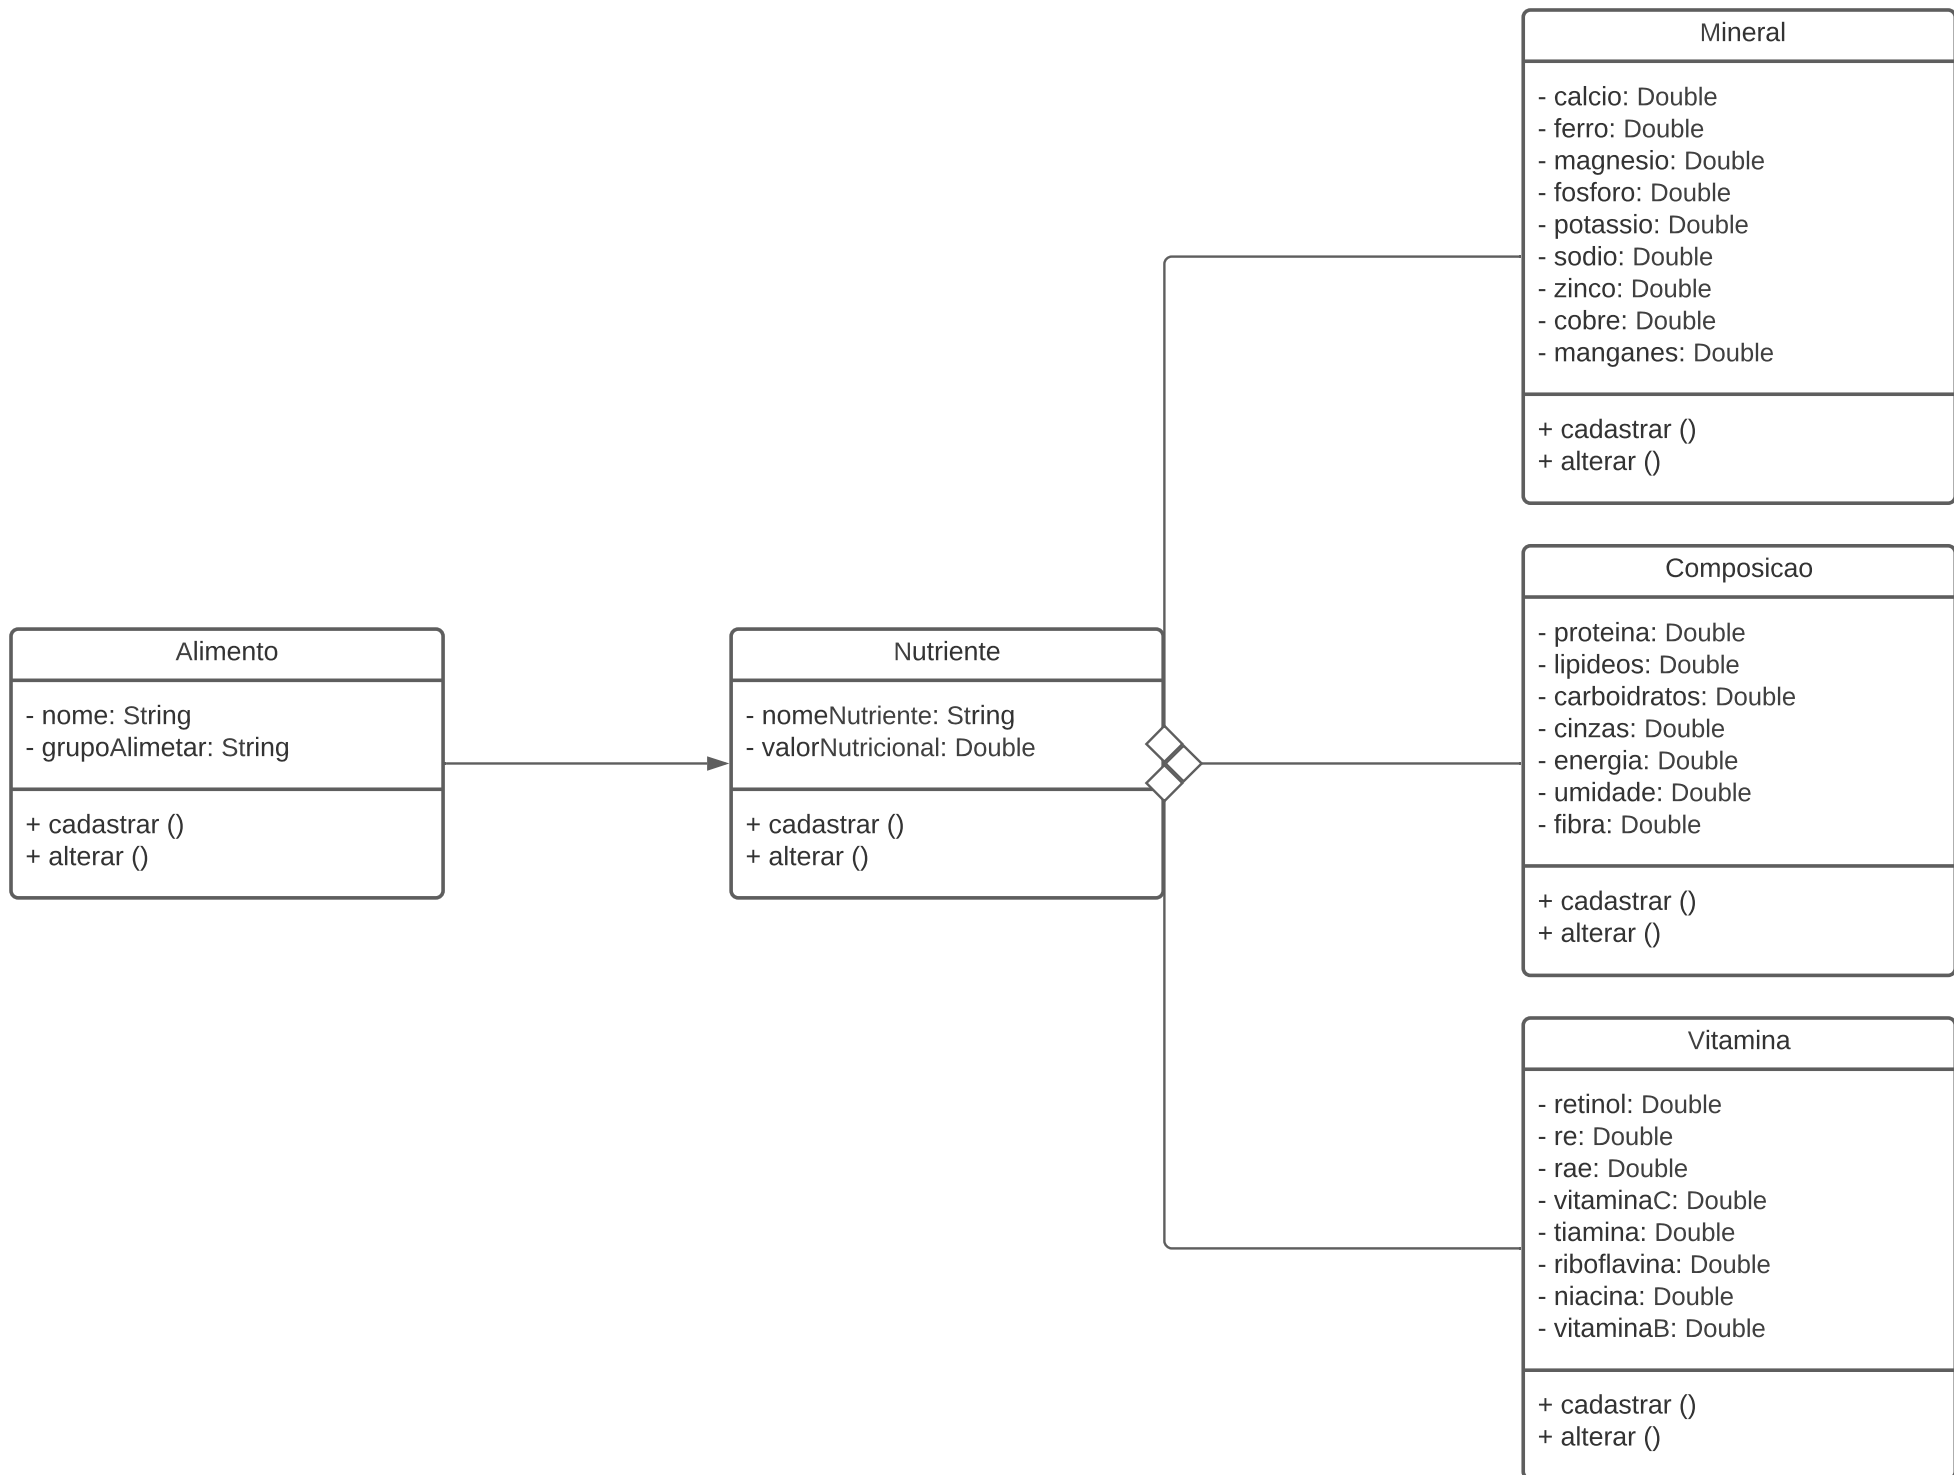 Mineral
- calcio: Double
- ferro: Double
- magnesio: Double
- fosforo: Double
- potassio: Double
- sodio: Double
- zinco: Double
- cobre: Double
- manganes: Double
+ cadastrar ()
+ alterar ()
Alimento
- nome: String
- grupoAlimetar: String
+ cadastrar ()
+ alterar ()
Nutriente
- nomeNutriente: String
- valorNutricional: Double
+ cadastrar ()
+ alterar ()
Composicao
- proteina: Double
- lipideos: Double
- carboidratos: Double
- cinzas: Double
- energia: Double
- umidade: Double
- fibra: Double
+ cadastrar ()
+ alterar ()
Vitamina
- retinol: Double
- re: Double
- rae: Double
- vitaminaC: Double
- tiamina: Double
- riboflavina: Double
- niacina: Double
- vitaminaB: Double
+ cadastrar ()
+ alterar ()